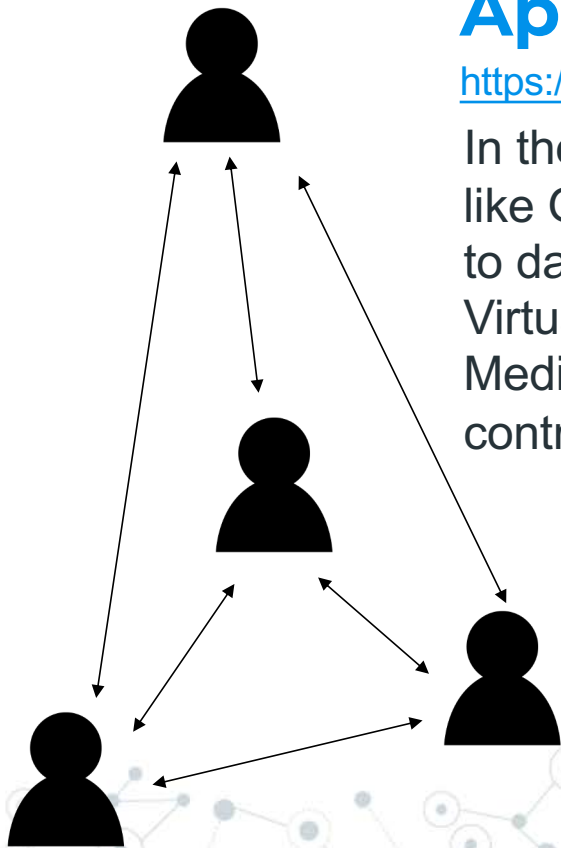 Ap
https:/
In the
like
to da
Virtu
Medi
contr